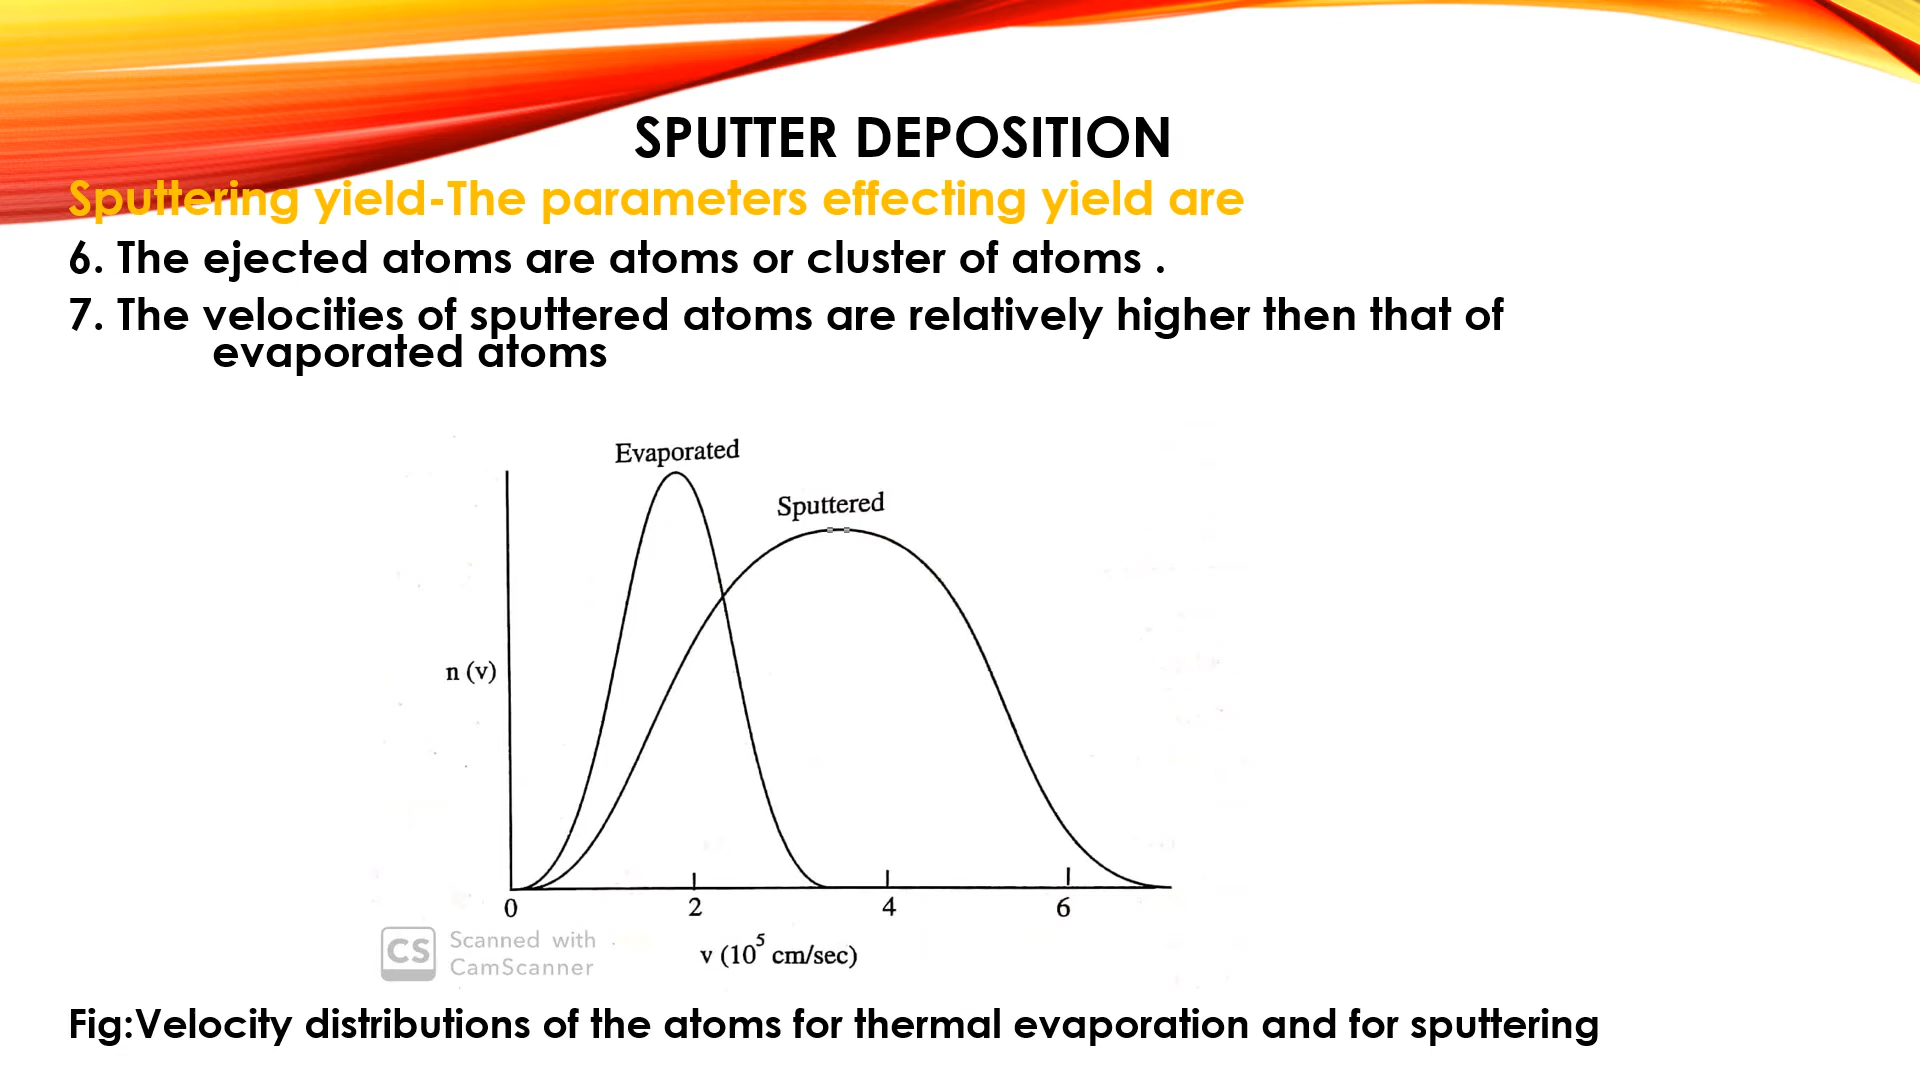 SPUTTER DEPOSITION
Sputtering yield-The parameters effecting yield are
6. The ejected atoms are atoms or cluster of atoms .
7. The velocities of sputtered atoms are relatively higher then that of
evaporated atoms
Evaporated
Sputtered
n (v)
0 2 4 6
v (10⁵ cm/sec)
CS Scanned with
CamScanner
Fig:Velocity distributions of the atoms for thermal evaporation and for sputtering